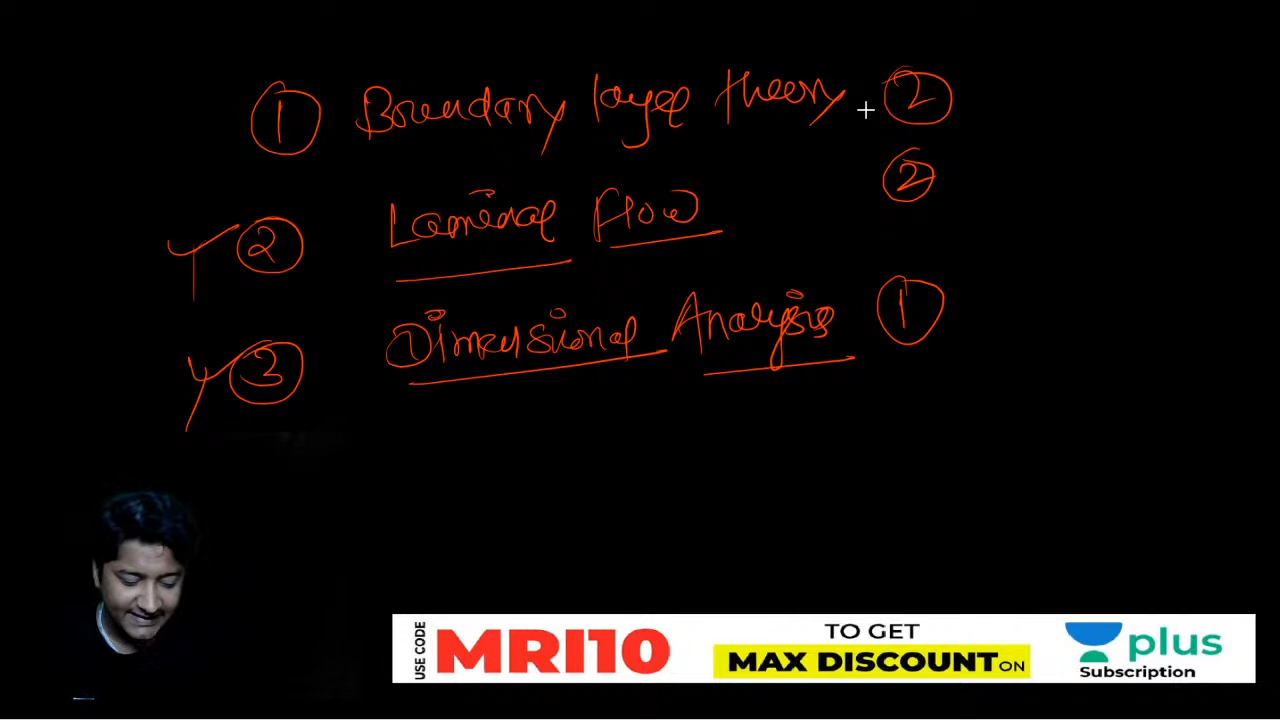 ① Boundary layer theory ②
②
② Laminar Flow
③ Dimensional Analysis ①
USE CODE MRI10 TO GET MAX DISCOUNT ON plus Subscription